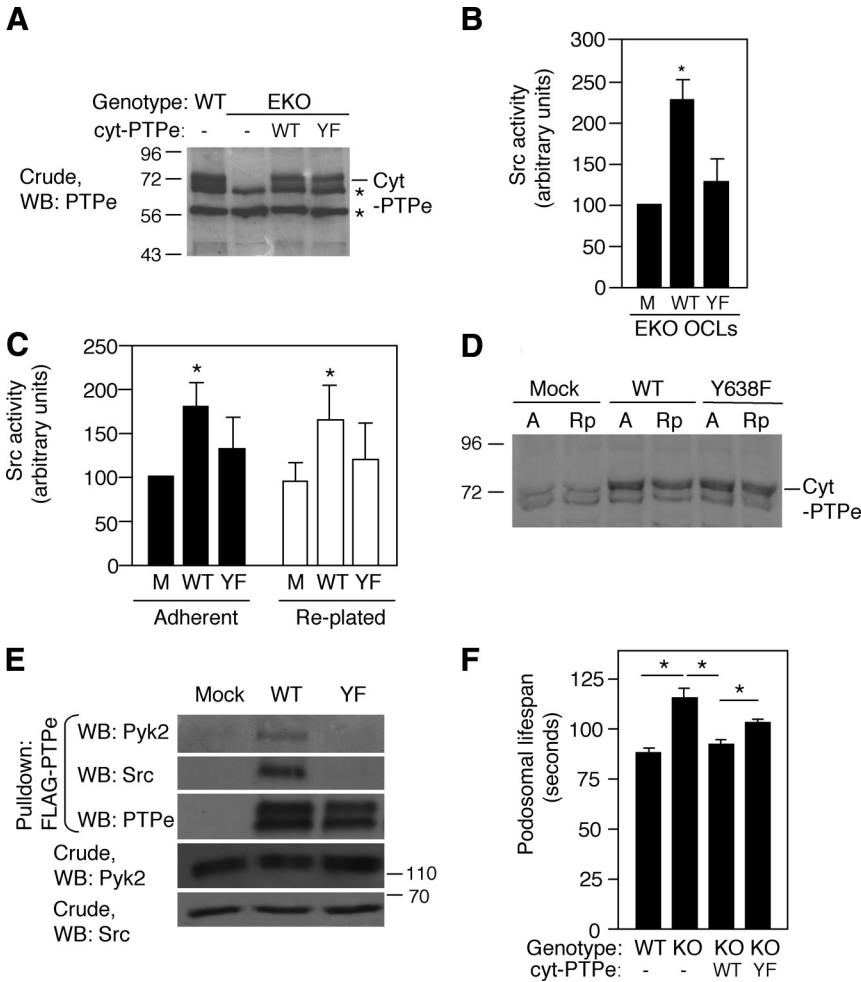 A
Genotype: WT EKO
cyt-PTPe: - - WT YF
96
72
56
43
Crude,
WB: PTPe
Cyt
-PTPe
*
*
B
Src activity
(arbitrary units)
300
250
200
150
100
50
0
*
M WT YF
EKO OCLs
C
Src activity
(arbitrary units)
250
200
150
100
50
0
* *
M WT YF M WT YF
Adherent Re-plated
D
Mock WT Y638F
A Rp A Rp A Rp
96
72
Cyt
-PTPe
E
Mock WT YF
Pulldown:
FLAG-PTPe
WB: Pyk2
WB: Src
WB: PTPe
Crude,
WB: Pyk2
110
70
Crude,
WB: Src
F
Podosomal lifespan
(seconds)
125
100
75
50
25
0
* * *
Genotype: WT KO KO KO
cyt-PTPe: - - WT YF